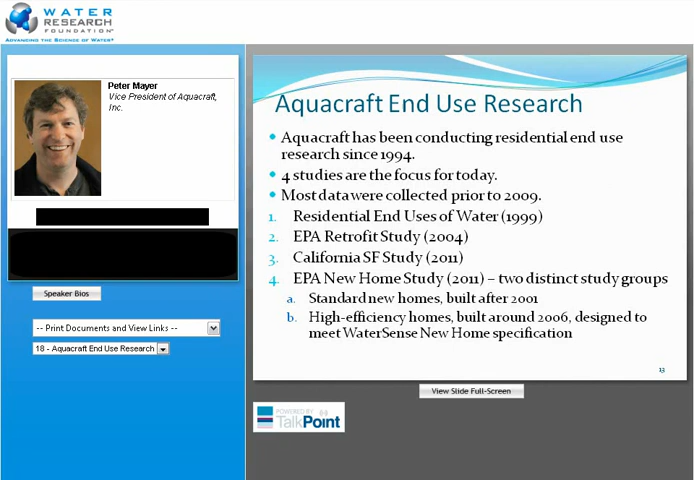 WATER
RESEARCH
FOUNDATION®
ADVANCING THE SCIENCE OF WATER®
Peter Mayer
Vice President of Aquacraft,
Inc.
Speaker Bios
-- Print Documents and View Links --
18 - Aquacraft End Use Research
Aquacraft End Use Research
• Aquacraft has been conducting residential end use
research since 1994.
• 4 studies are the focus for today.
• Most data were collected prior to 2009.
1. Residential End Uses of Water (1999)
2. EPA Retrofit Study (2004)
3. California SF Study (2011)
4. EPA New Home Study (2011) – two distinct study groups
a. Standard new homes, built after 2001
b. High-efficiency homes, built around 2006, designed to
meet WaterSense New Home specification
13
View Slide Full-Screen
POWERED BY
TalkPoint